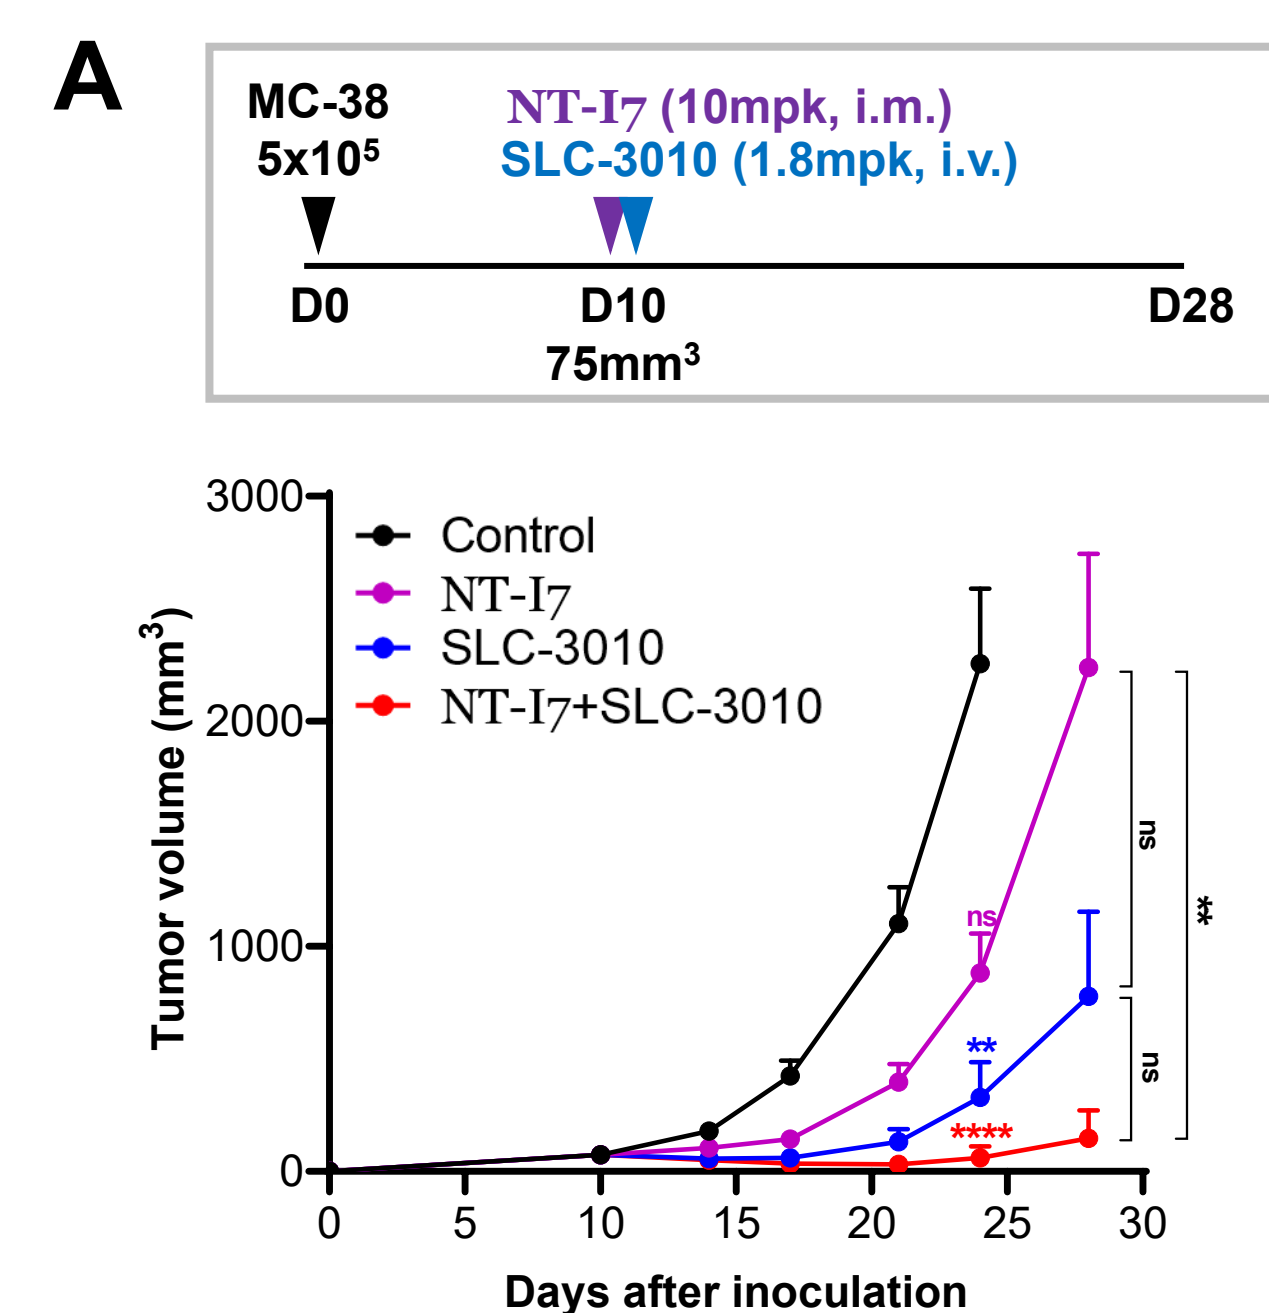 A
MC-38
5x10⁵
NT-I7 (10mpk, i.m.)
SLC-3010 (1.8mpk, i.v.)
D0
D10
D28
75mm³
3000
2000
1000
0
Tumor volume (mm³)
Control
NT-I7
SLC-3010
NT-I7+SLC-3010
ns
**
****
ns
ns
**
0 5 10 15 20 25 30
Days after inoculation